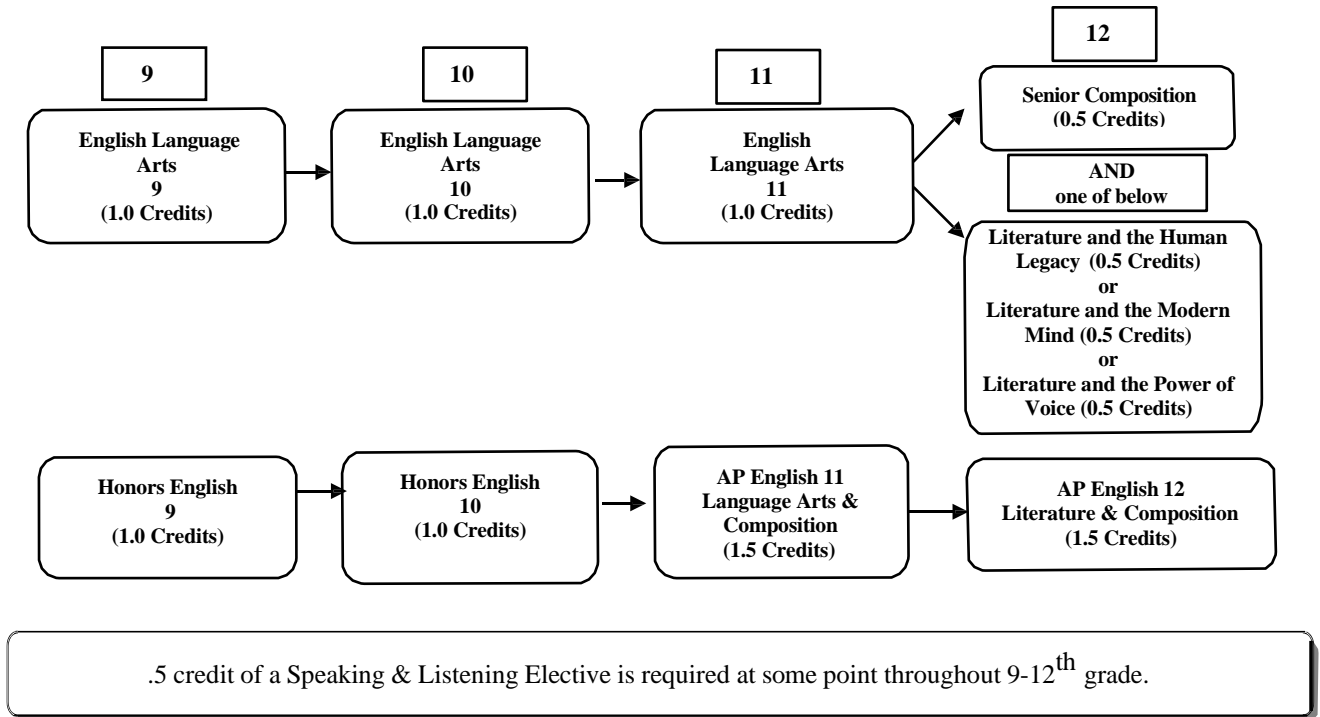 9
10
11
12
English Language
Arts
9
(1.0 Credits)
English Language
Arts
10
(1.0 Credits)
English
Language Arts
11
(1.0 Credits)
Senior Composition
(0.5 Credits)
AND
one of below
Literature and the Human
Legacy (0.5 Credits)
or
Literature and the Modern
Mind (0.5 Credits)
or
Literature and the Power of
Voice (0.5 Credits)
Honors English
9
(1.0 Credits)
Honors English
10
(1.0 Credits)
AP English 11
Language Arts &
Composition
(1.5 Credits)
AP English 12
Literature & Composition
(1.5 Credits)
.5 credit of a Speaking & Listening Elective is required at some point throughout 9-12th grade.